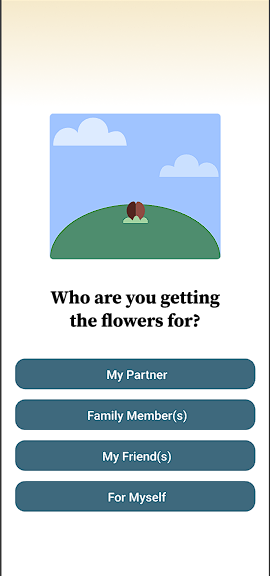 Who are you getting
the flowers for?
My Partner
Family Member(s)
My Friend(s)
For Myself